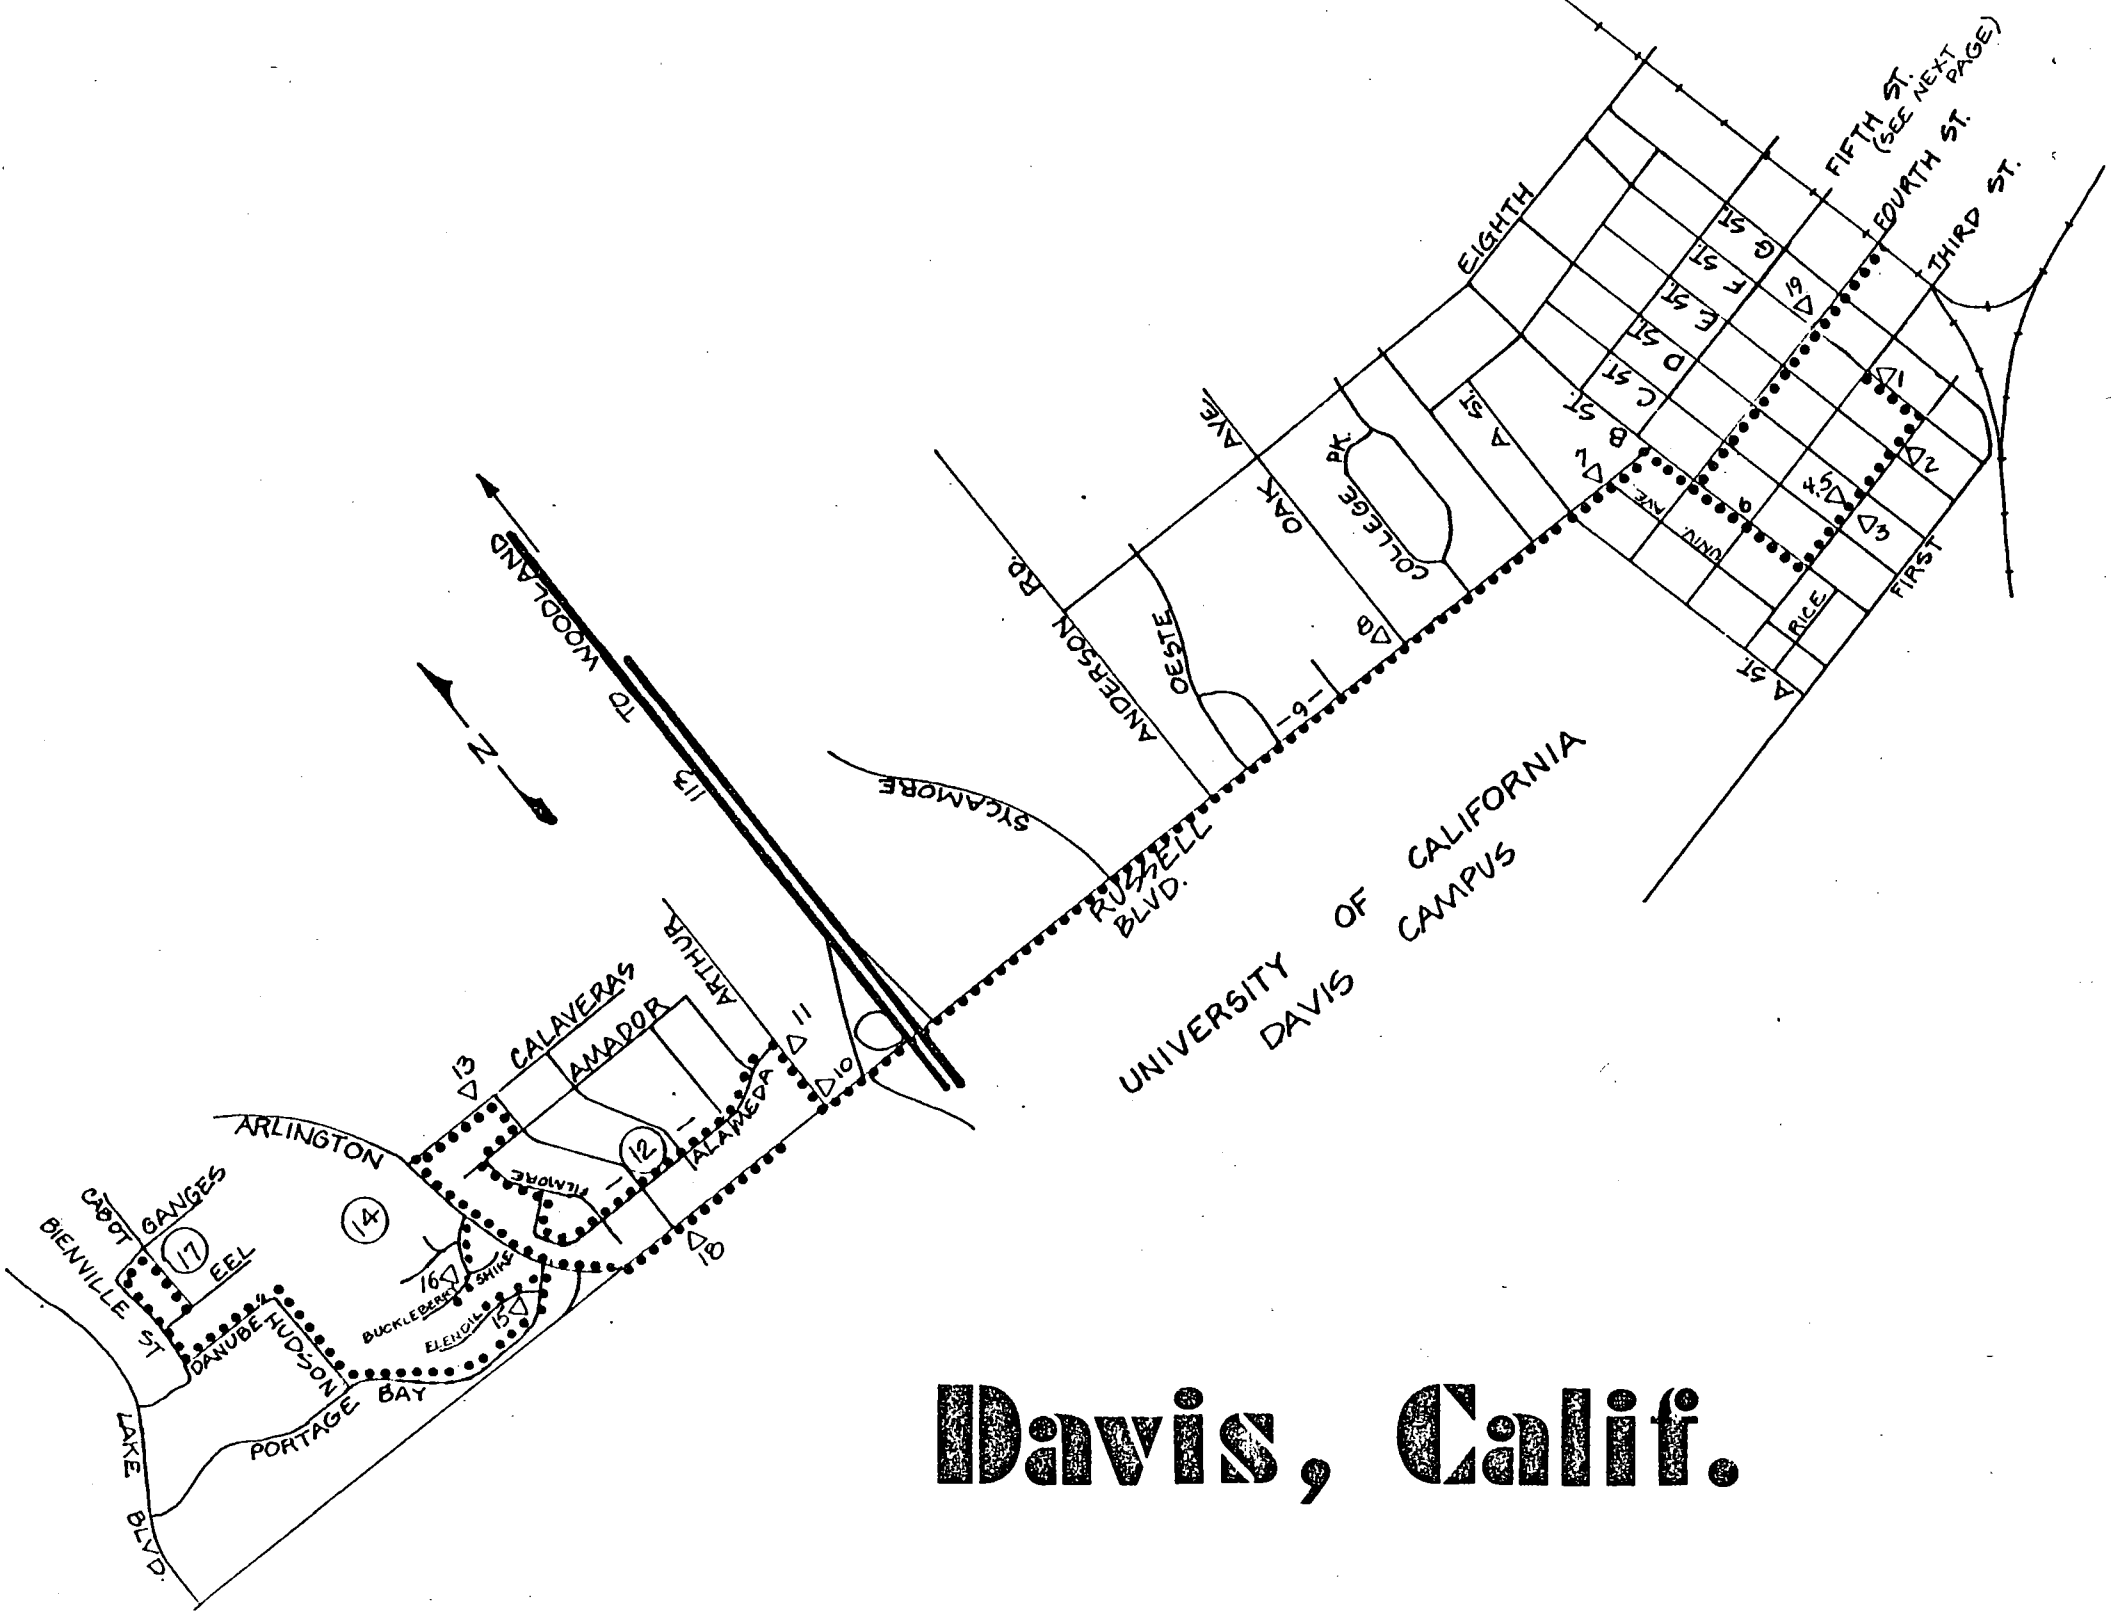 FIFTH ST.
(SEE NEXT
PAGE)
FOURTH ST.
THIRD ST.
EIGHTH
G ST.
F ST.
E ST.
D ST.
C ST
B ST.
A ST.
19
1
2
3
6
7
UNIV. AVE.
RICE
FIRST
A ST.
OAK AVE.
COLLEGE PK.
8
ANDERSON RD.
OESTE
-9-
SYCAMORE
RUSSELL
BLVD.
UNIVERSITY OF CALIFORNIA
DAVIS CAMPUS
113 TO WOODLAND
N
ARTHUR
11
10
CALAVERAS
AMADOR
13
12
ALAMEDA
FILMORE
ARLINGTON
14
18
CABOT
GANGES
17
EEL
BIENVILLE ST
DANUBE
HUDSON
16
SHIRE
BUCKLEBERRY
ELENDIL
15
PORTAGE BAY
LAKE BLVD.
Davis, Calif.